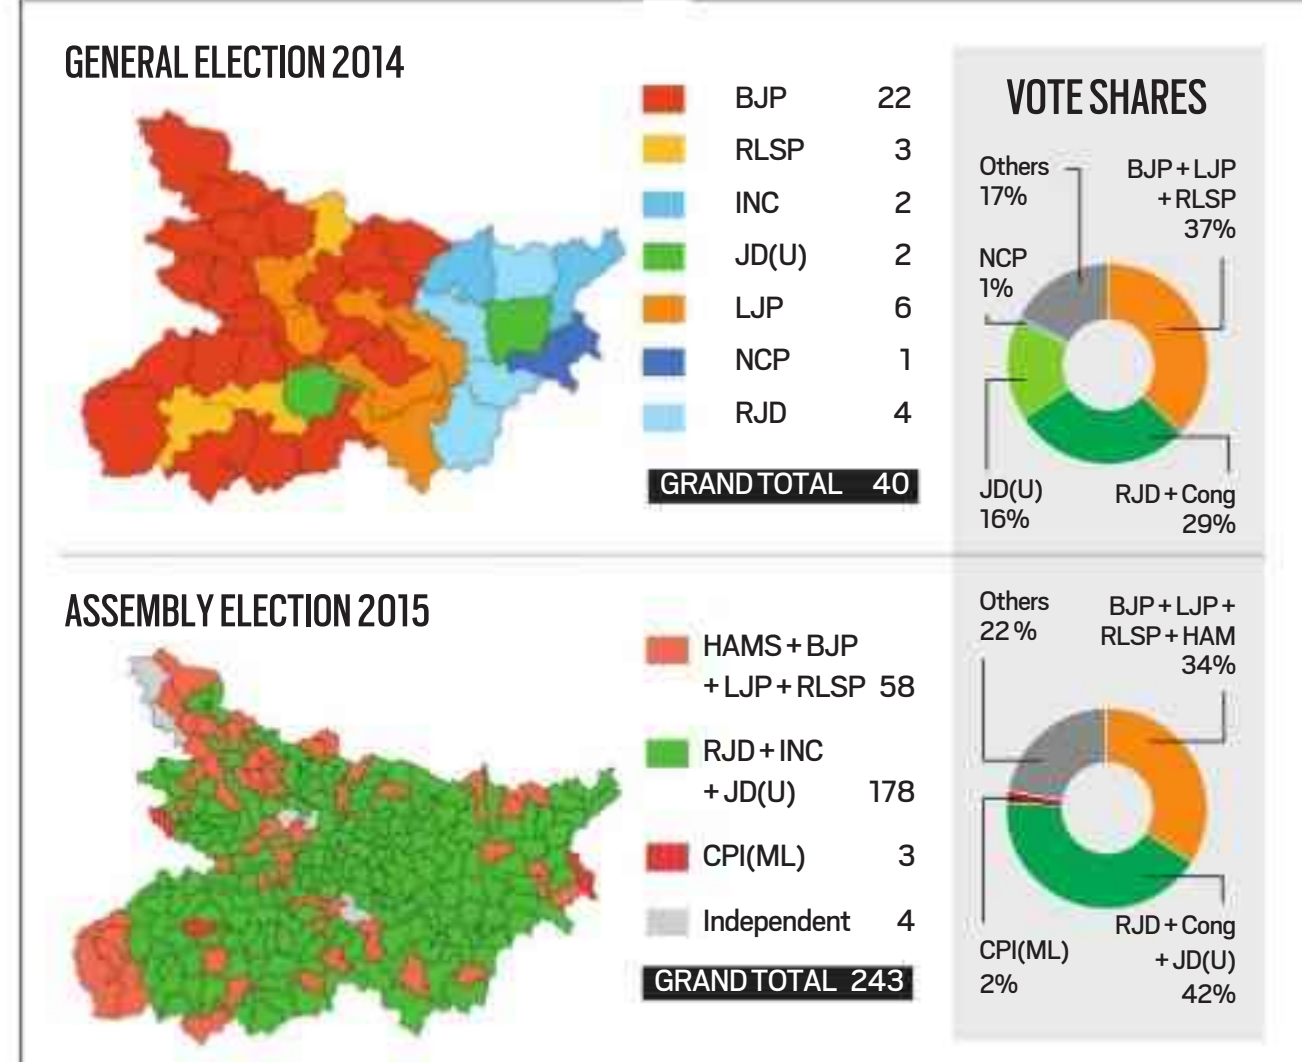 GENERAL ELECTION 2014
BJP 22
RLSP 3
INC 2
JD(U) 2
LJP 6
NCP 1
RJD 4
GRAND TOTAL 40
VOTE SHARES
Others
17%
BJP + LJP
+ RLSP
37%
NCP
1%
JD(U)
16%
RJD + Cong
29%
ASSEMBLY ELECTION 2015
HAMS + BJP
+ LJP + RLSP 58
RJD + INC
+ JD(U) 178
CPI(ML) 3
Independent 4
GRAND TOTAL 243
Others
22 %
BJP + LJP +
RLSP + HAM
34%
CPI(ML)
2%
RJD + Cong
+ JD(U)
42%